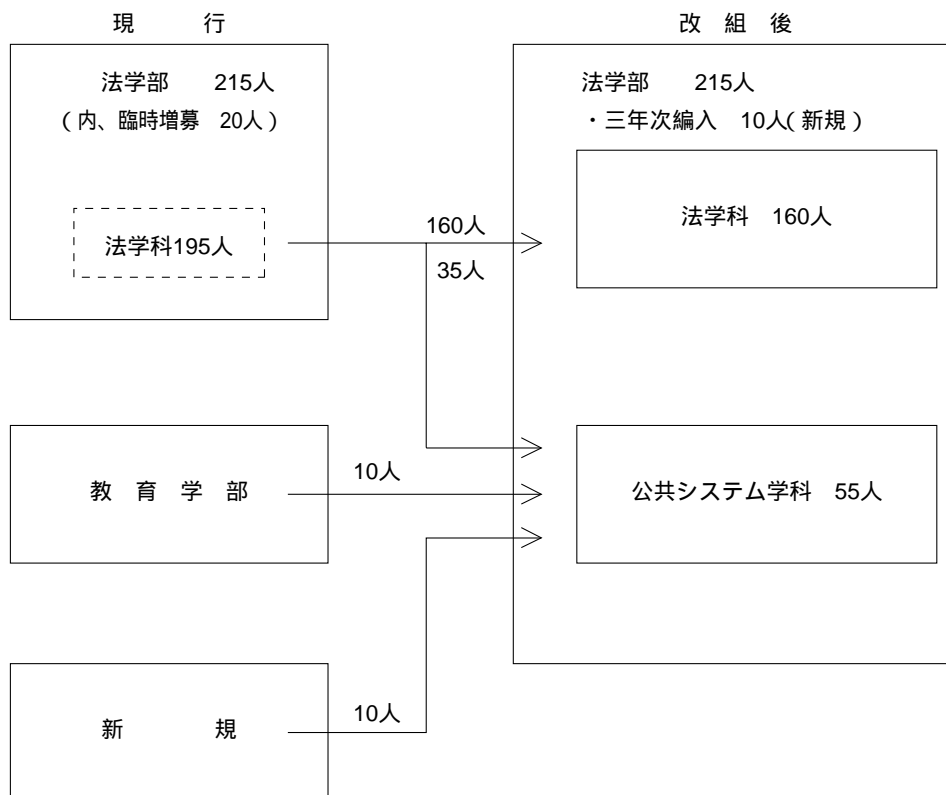 現　　　行
法学部　　215人
（内、臨時増募　20人）
法学科195人
160人
35人
教　育　学　部
10人
新　　　規
10人
改　組　後
法学部　　215人
・三年次編入　10人（新規）
法学科　160人
公共システム学科　55人